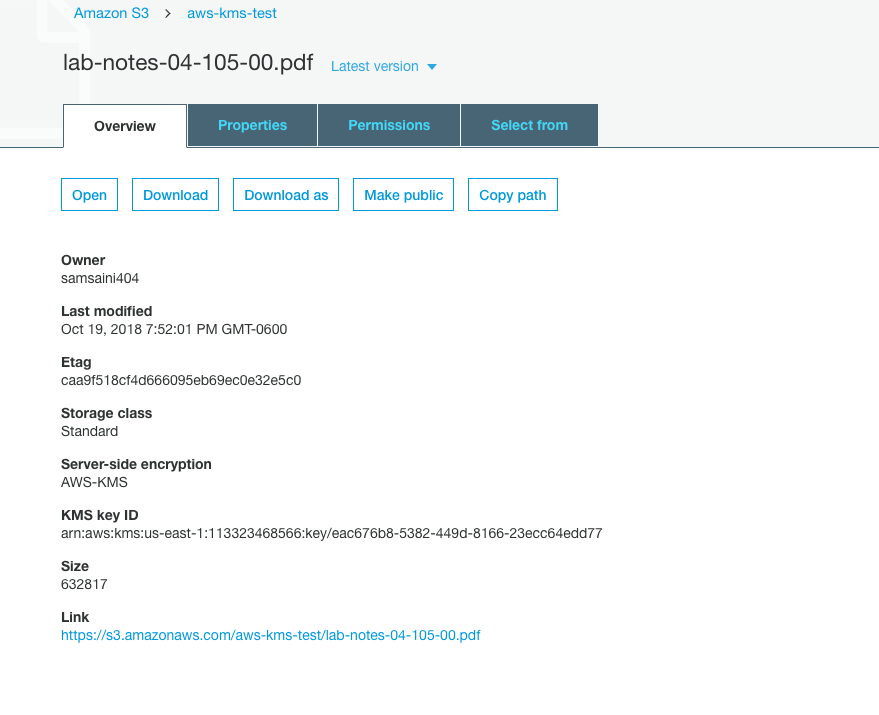 Amazon S3 > aws-kms-test
lab-notes-04-105-00.pdf Latest version
Overview Properties Permissions Select from
Open Download Download as Make public Copy path
Owner
samsaini404
Last modified
Oct 19, 2018 7:52:01 PM GMT-0600
Etag
caa9f518cf4d666095eb69ec0e32e5c0
Storage class
Standard
Server-side encryption
AWS-KMS
KMS key ID
arn:aws:kms:us-east-1:113323468566:key/eac676b8-5382-449d-8166-23ecc64edd77
Size
632817
Link
https://s3.amazonaws.com/aws-kms-test/lab-notes-04-105-00.pdf